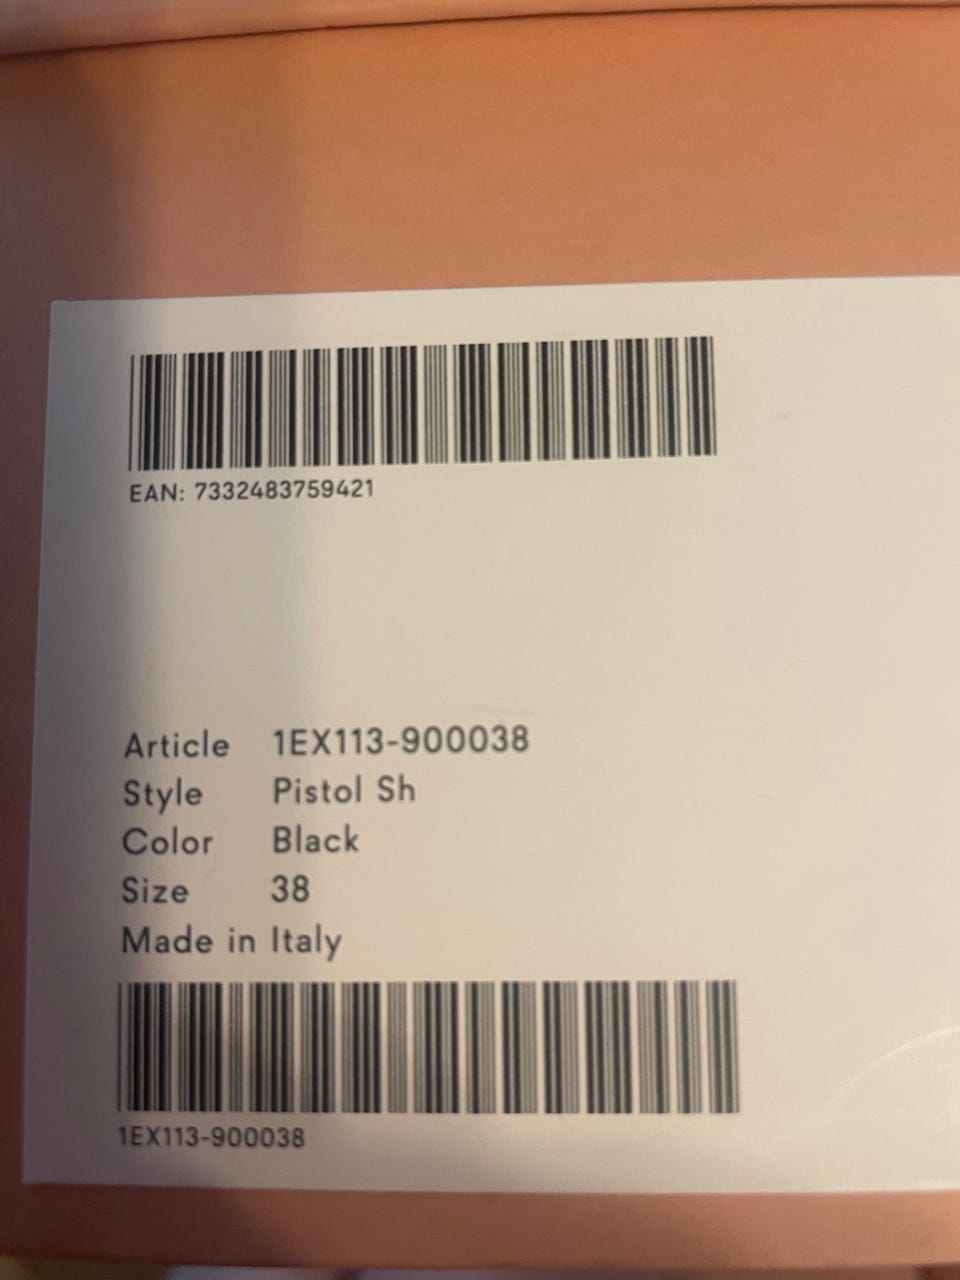 EAN: 7332483759421
Article 1EX113-900038
Style Pistol Sh
Color Black
Size 38
Made in Italy
1EX113-900038